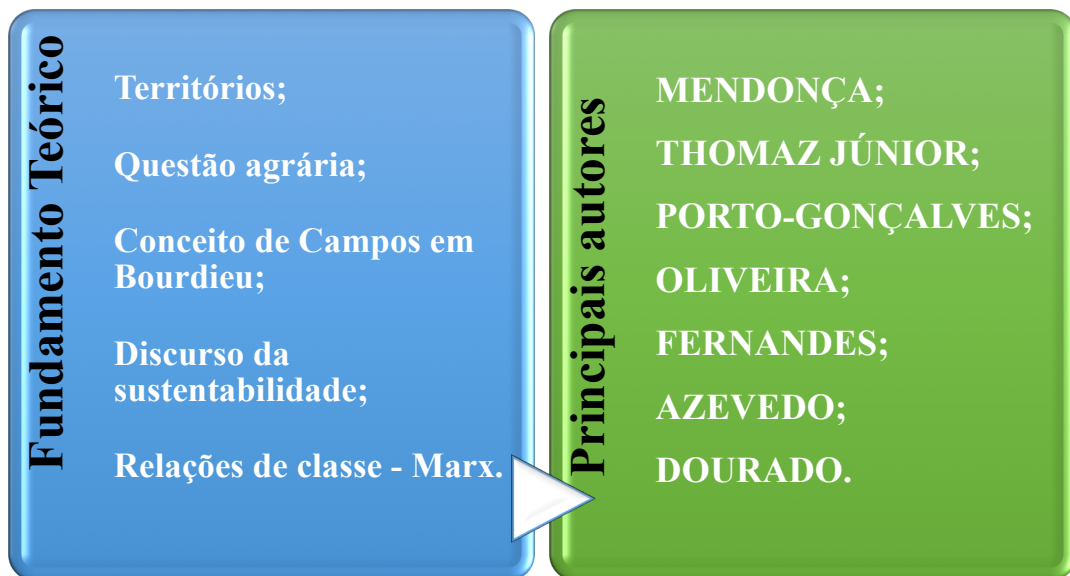 Fundamento Teórico
Territórios;
Questão agrária;
Conceito de Campos em
Bourdieu;
Discurso da
sustentabilidade;
Relações de classe - Marx.
Principais autores
MENDONÇA;
THOMAZ JÚNIOR;
PORTO-GONÇALVES;
OLIVEIRA;
FERNANDES;
AZEVEDO;
DOURADO.